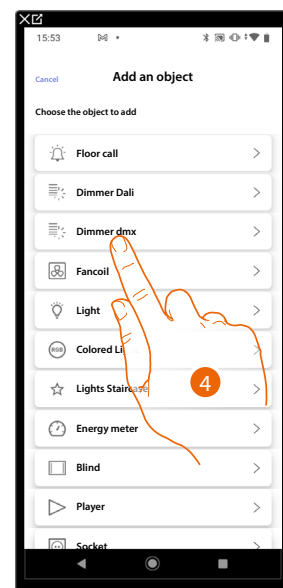 15:53
Cancel
Add an object
Choose the object to add
Floor call
Dimmer Dali
Dimmer dmx
Fancoil
Light
RGB
Colored Li
Lights Staircase
4
Energy meter
Blind
Player
Socket